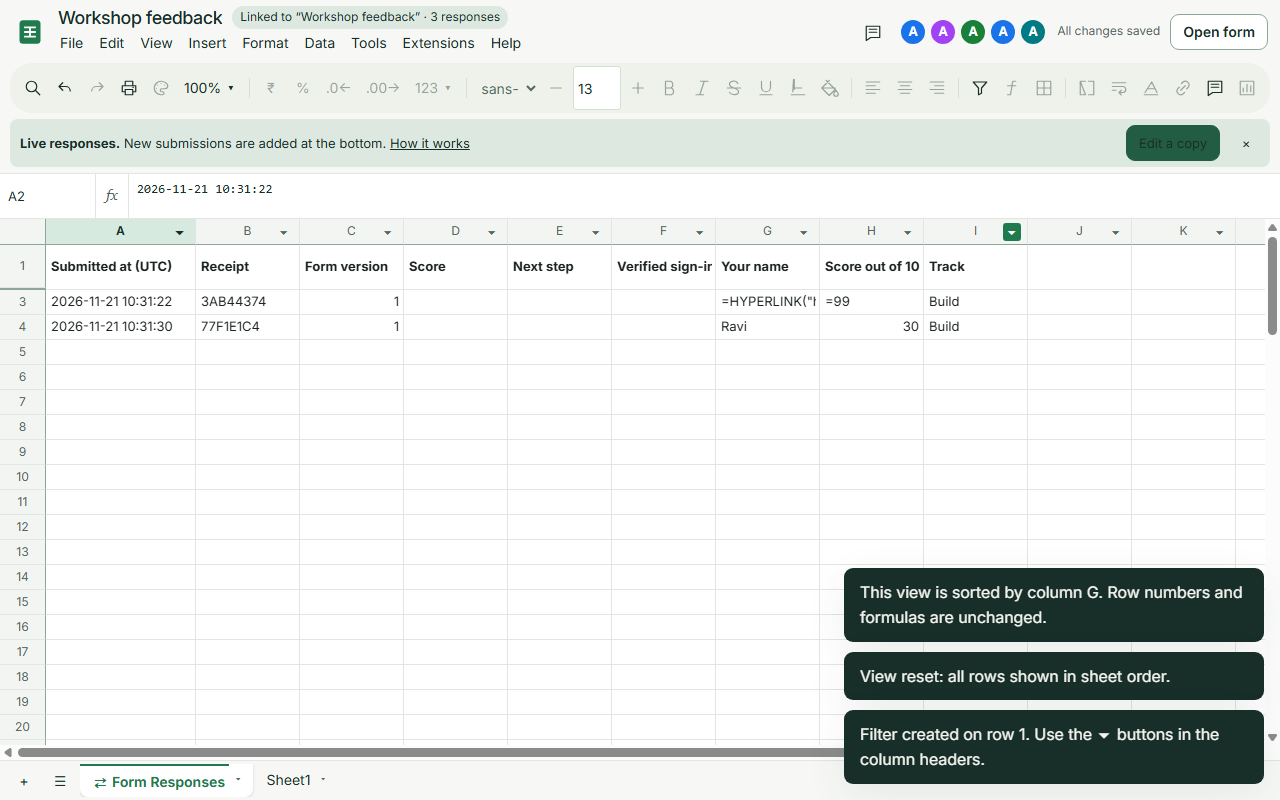 Workshop feedback
Linked to “Workshop feedback” · 3 responses
File Edit View Insert Format Data Tools Extensions Help
A A A A A
All changes saved
Open form
100% ₹ % .0← .00→ 123 sans- 13
Live responses. New submissions are added at the bottom. How it works
Edit a copy
×
A2 fx 2026-11-21 10:31:22
A B C D E F G H I J K
1 Submitted at (UTC) Receipt Form version Score Next step Verified sign-in Your name Score out of 10 Track
3 2026-11-21 10:31:22 3AB44374 1 =HYPERLINK("h =99 Build
4 2026-11-21 10:31:30 77F1E1C4 1 Ravi 30 Build
5
6
7
8
9
10
11
12
13
14
15
16
17
18
19
20
This view is sorted by column G. Row numbers and
formulas are unchanged.
View reset: all rows shown in sheet order.
Filter created on row 1. Use the ▾ buttons in the
column headers.
+ ☰ ⇄ Form Responses Sheet1